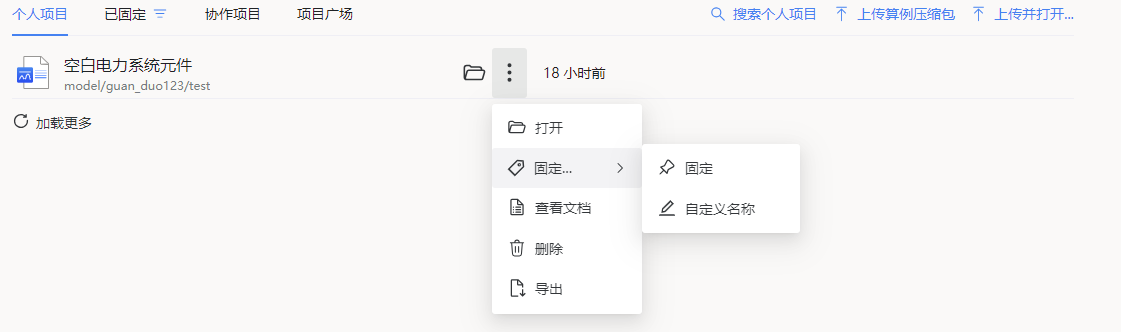 个人项目 已固定 协作项目 项目广场 搜索个人项目 上传算例压缩包 上传并打开...
空白电力系统元件 18 小时前
model/guan_duo123/test
加载更多
打开
固定...
固定
查看文档
自定义名称
删除
导出